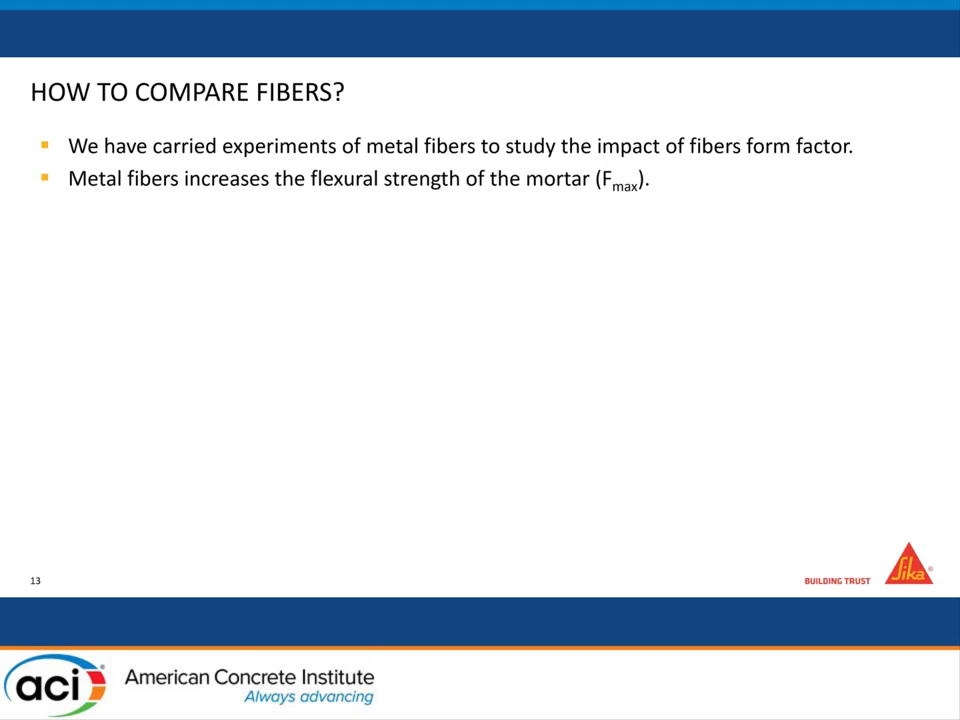 HOW TO COMPARE FIBERS?
▪ We have carried experiments of metal fibers to study the impact of fibers form factor.
▪ Metal fibers increases the flexural strength of the mortar (Fmax).
13
BUILDING TRUST
Sika®
aci
American Concrete Institute
Always advancing